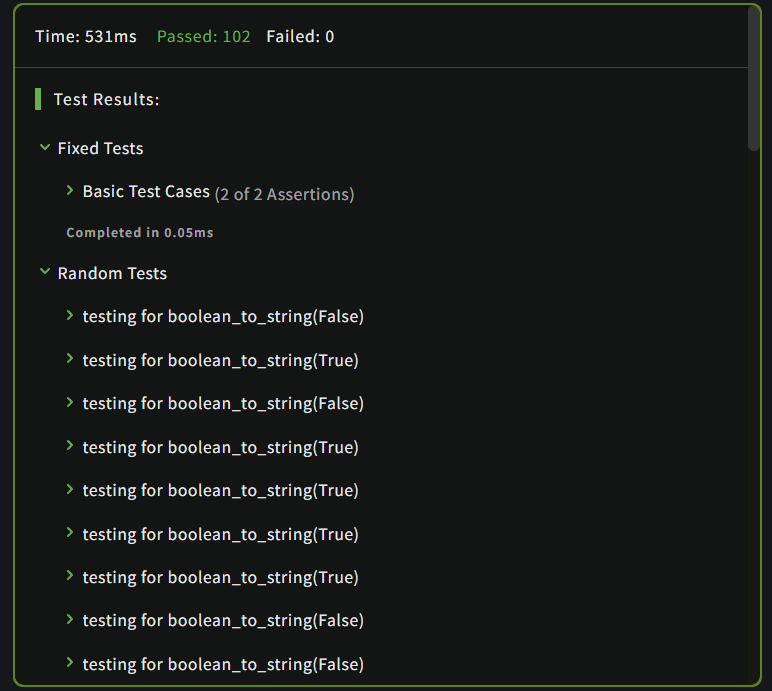 Time: 531ms Passed: 102 Failed: 0
Test Results:
Fixed Tests
Basic Test Cases (2 of 2 Assertions)
Completed in 0.05ms
Random Tests
testing for boolean_to_string(False)
testing for boolean_to_string(True)
testing for boolean_to_string(False)
testing for boolean_to_string(True)
testing for boolean_to_string(True)
testing for boolean_to_string(True)
testing for boolean_to_string(True)
testing for boolean_to_string(False)
testing for boolean_to_string(False)